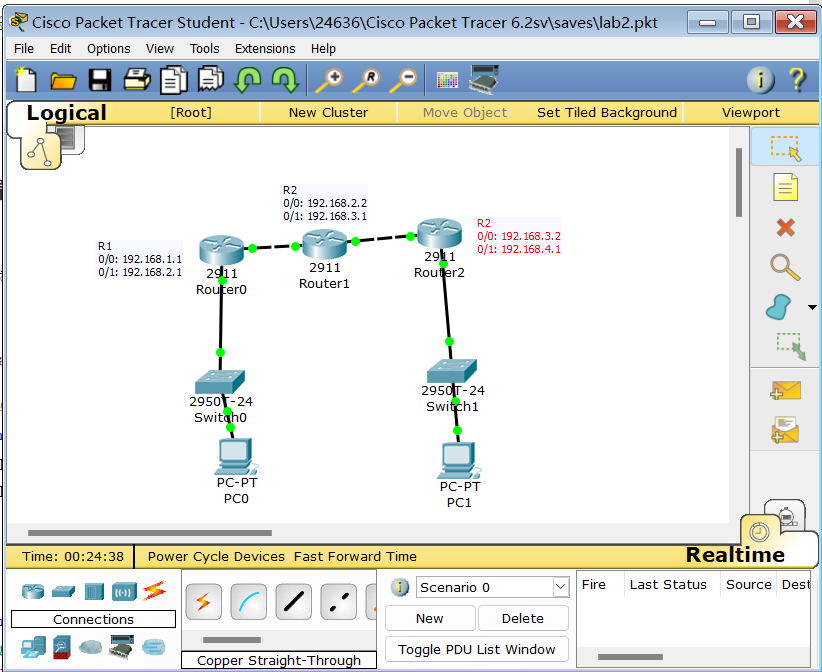 Cisco Packet Tracer Student - C:\Users\24636\Cisco Packet Tracer 6.2sv\saves\lab2.pkt
File Edit Options View Tools Extensions Help
Logical [Root] New Cluster Move Object Set Tiled Background Viewport
R2
0/0: 192.168.2.2
0/1: 192.168.3.1
R2
0/0: 192.168.3.2
0/1: 192.168.4.1
R1
0/0: 192.168.1.1
0/1: 192.168.2.1
2911
Router0
2911
Router1
2911
Router2
2950T-24
Switch0
2950T-24
Switch1
PC-PT
PC0
PC-PT
PC1
Time: 00:24:38 Power Cycle Devices Fast Forward Time Realtime
Connections
Copper Straight-Through
Scenario 0
New Delete
Toggle PDU List Window
Fire Last Status Source Dest